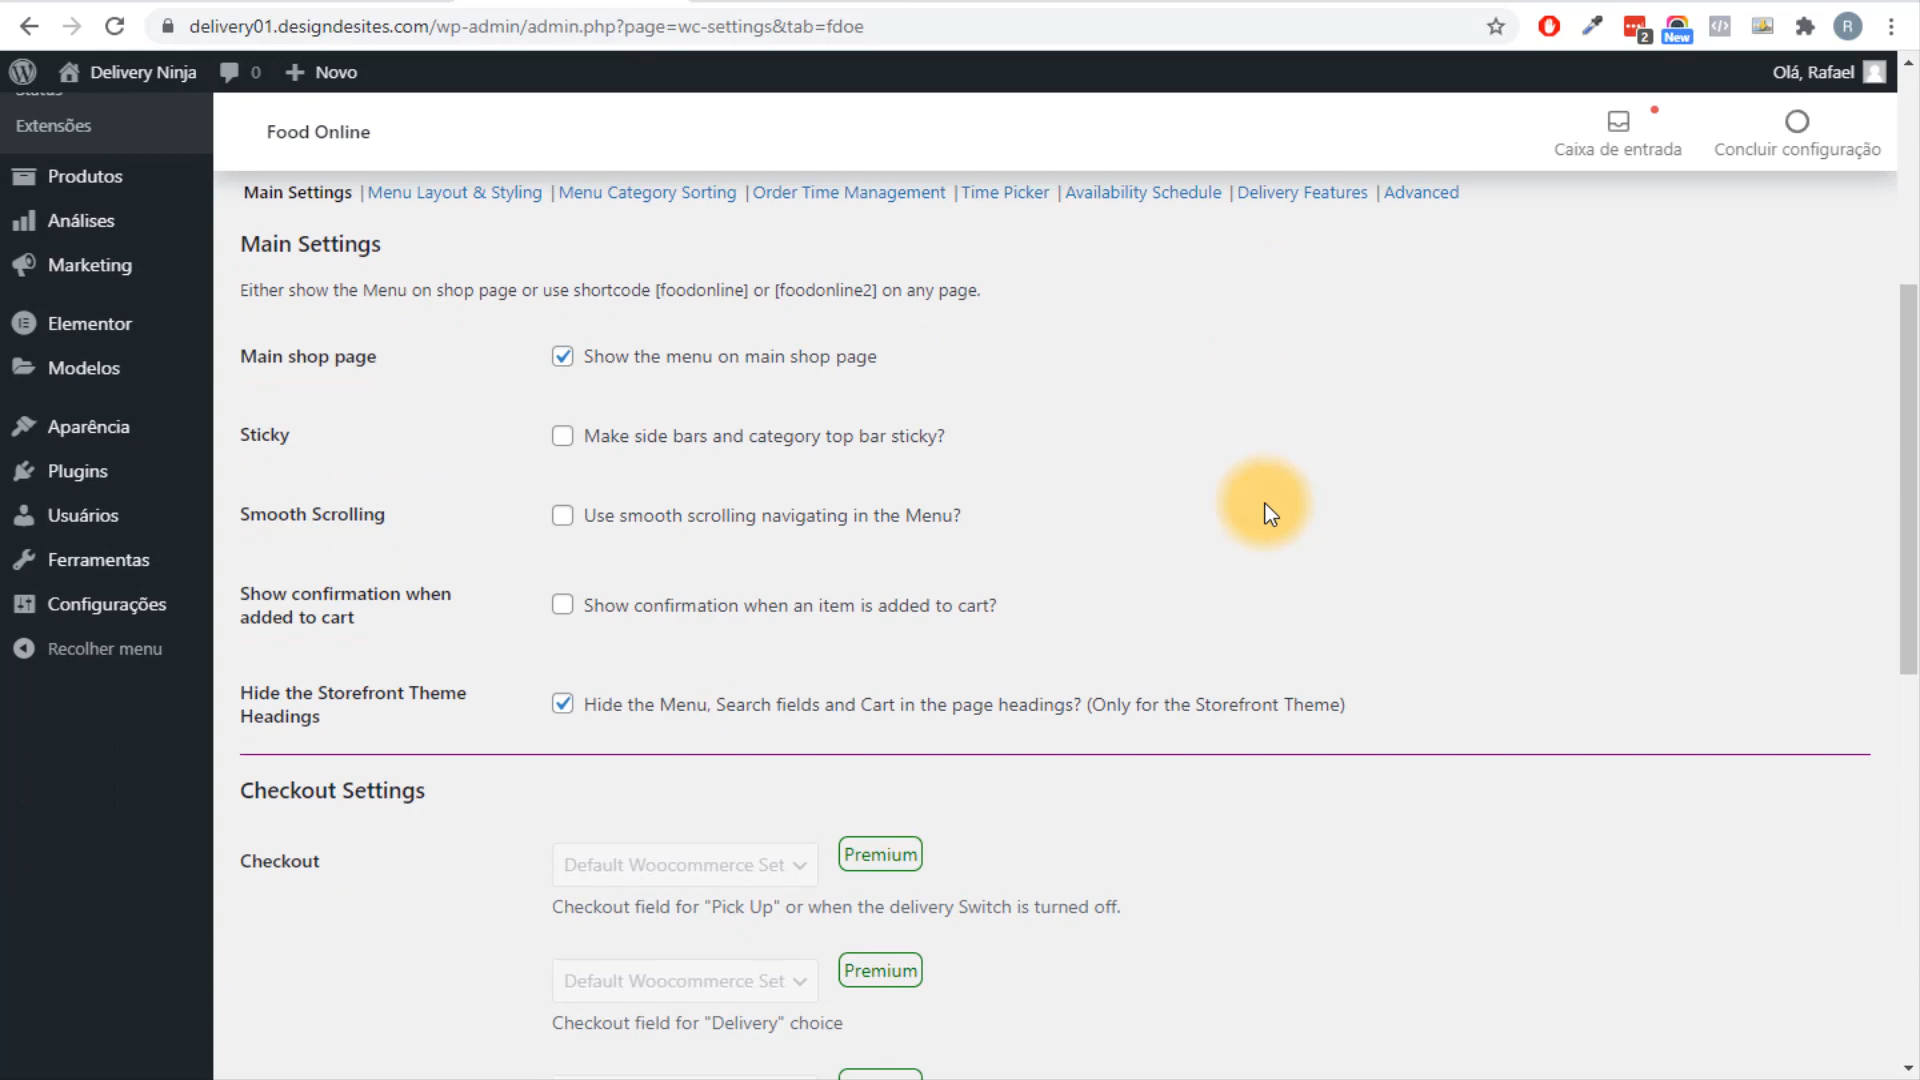 delivery01.designdesites.com/wp-admin/admin.php?page=wc-settings&tab=fdoe
2
New
R
Delivery Ninja
0
Novo
Olá, Rafael
Status
Extensões
Produtos
Análises
Marketing
Elementor
Modelos
Aparência
Plugins
Usuários
Ferramentas
Configurações
Recolher menu
Food Online
Caixa de entrada
Concluir configuração
Main Settings | Menu Layout & Styling | Menu Category Sorting | Order Time Management | Time Picker | Availability Schedule | Delivery Features | Advanced
Main Settings
Either show the Menu on shop page or use shortcode [foodonline] or [foodonline2] on any page.
Main shop page
Show the menu on main shop page
Sticky
Make side bars and category top bar sticky?
Smooth Scrolling
Use smooth scrolling navigating in the Menu?
Show confirmation when
added to cart
Show confirmation when an item is added to cart?
Hide the Storefront Theme
Headings
Hide the Menu, Search fields and Cart in the page headings? (Only for the Storefront Theme)
Checkout Settings
Checkout
Default Woocommerce Set
Premium
Checkout field for "Pick Up" or when the delivery Switch is turned off.
Default Woocommerce Set
Premium
Checkout field for "Delivery" choice